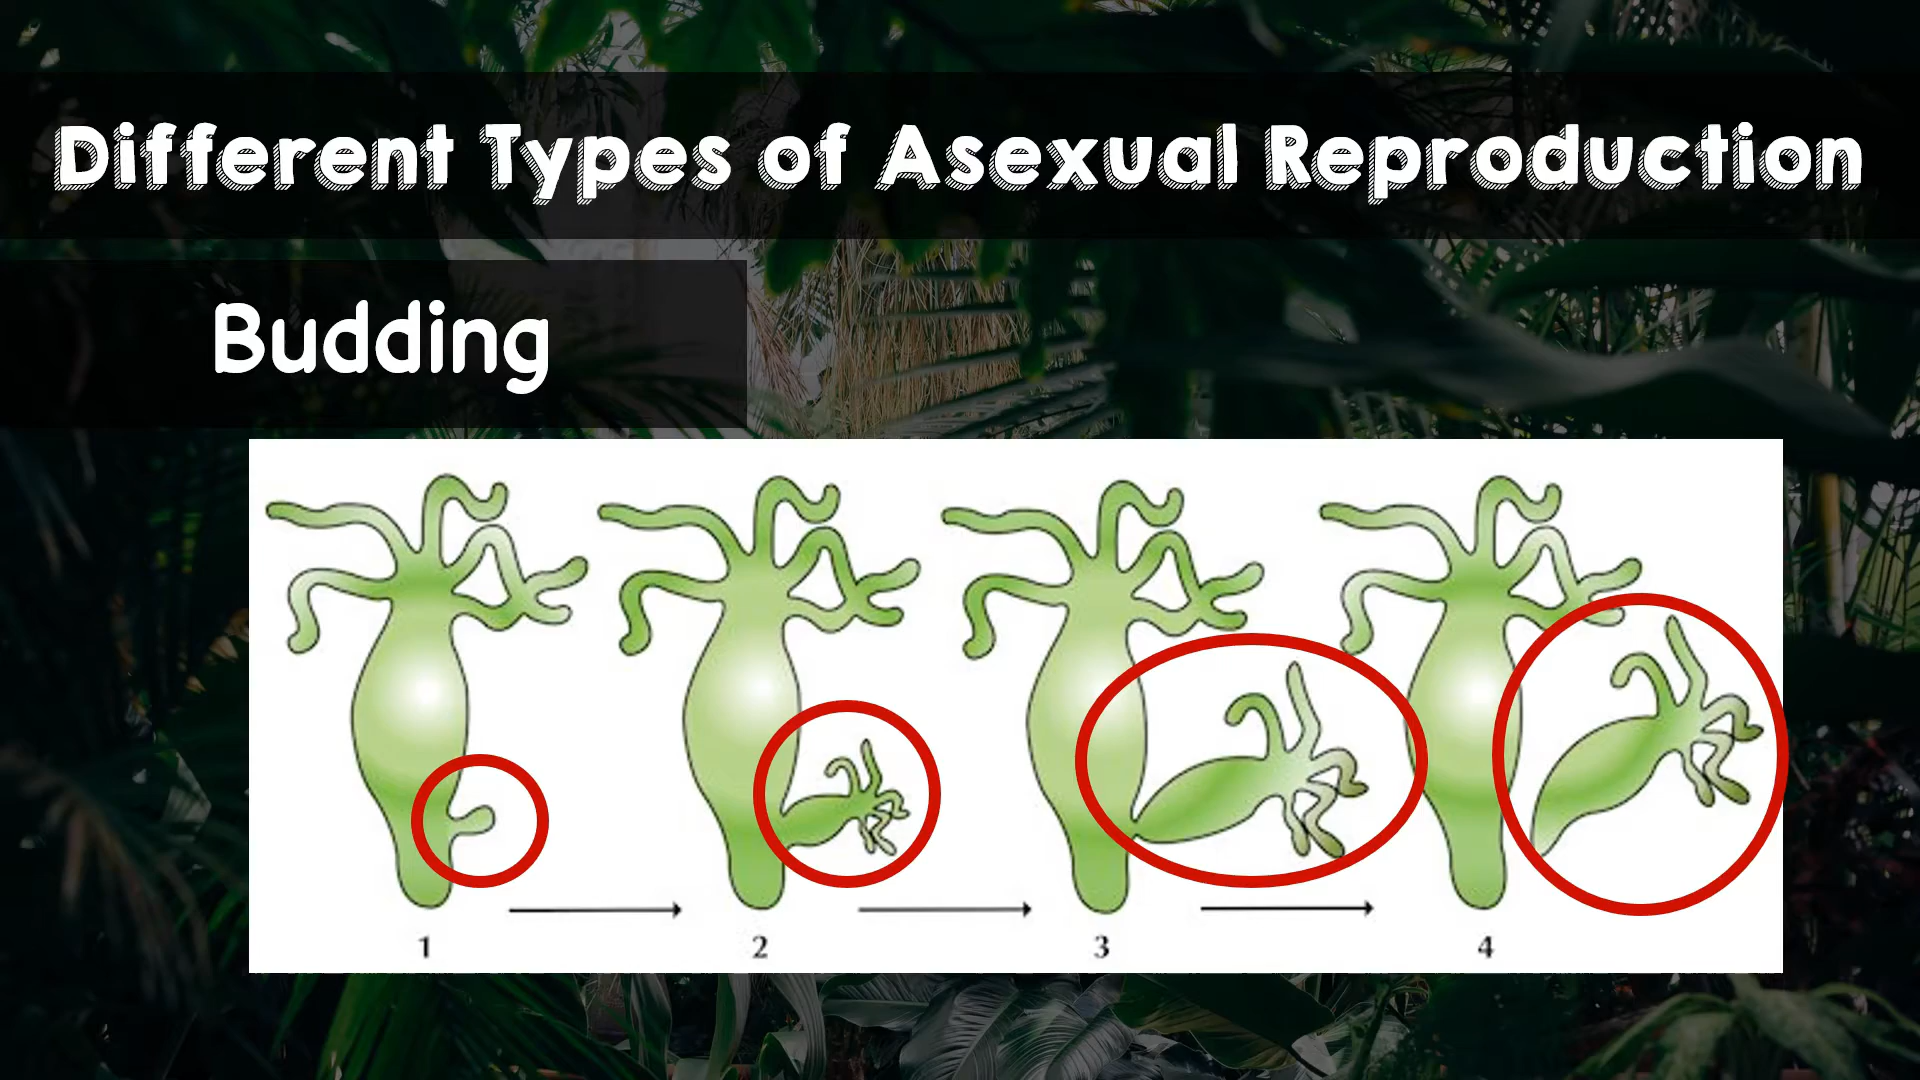 Different Types of Asexual Reproduction
Budding
1 2 3 4